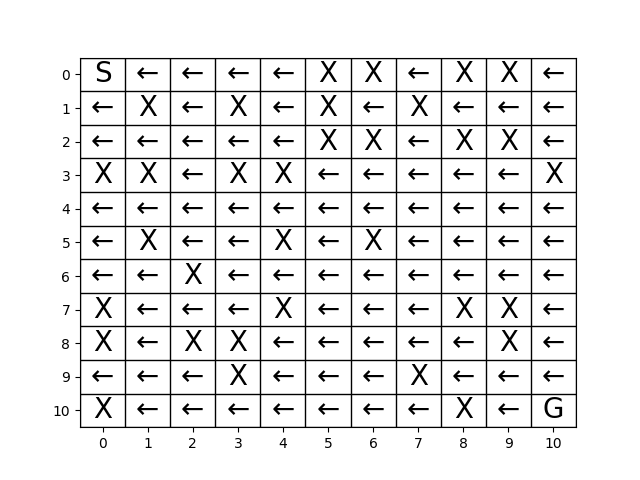 0 S ← ← ← ← X X ← X X ←
1 ← X ← X ← X ← X ← ← ←
2 ← ← ← ← ← X X ← X X ←
3 X X ← X X ← ← ← ← ← X
4 ← ← ← ← ← ← ← ← ← ← ←
5 ← X ← ← X ← X ← ← ← ←
6 ← ← X ← ← ← ← ← ← ← ←
7 X ← ← ← X ← ← ← X X ←
8 X ← X X ← ← ← ← ← X ←
9 ← ← ← X ← ← ← X ← ← ←
10 X ← ← ← ← ← ← ← X ← G
0 1 2 3 4 5 6 7 8 9 10